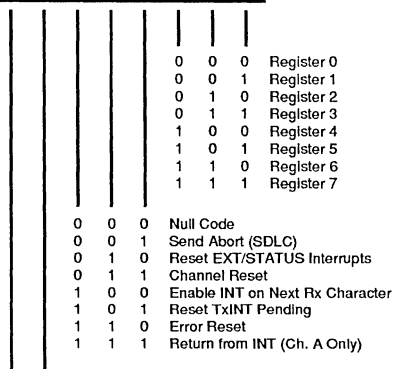 0 0 0 Register 0
0 0 1 Register 1
0 1 0 Register 2
0 1 1 Register 3
1 0 0 Register 4
1 0 1 Register 5
1 1 0 Register 6
1 1 1 Register 7
0 0 0 Null Code
0 0 1 Send Abort (SDLC)
0 1 0 Reset EXT/STATUS Interrupts
0 1 1 Channel Reset
1 0 0 Enable INT on Next Rx Character
1 0 1 Reset TxINT Pending
1 1 0 Error Reset
1 1 1 Return from INT (Ch. A Only)